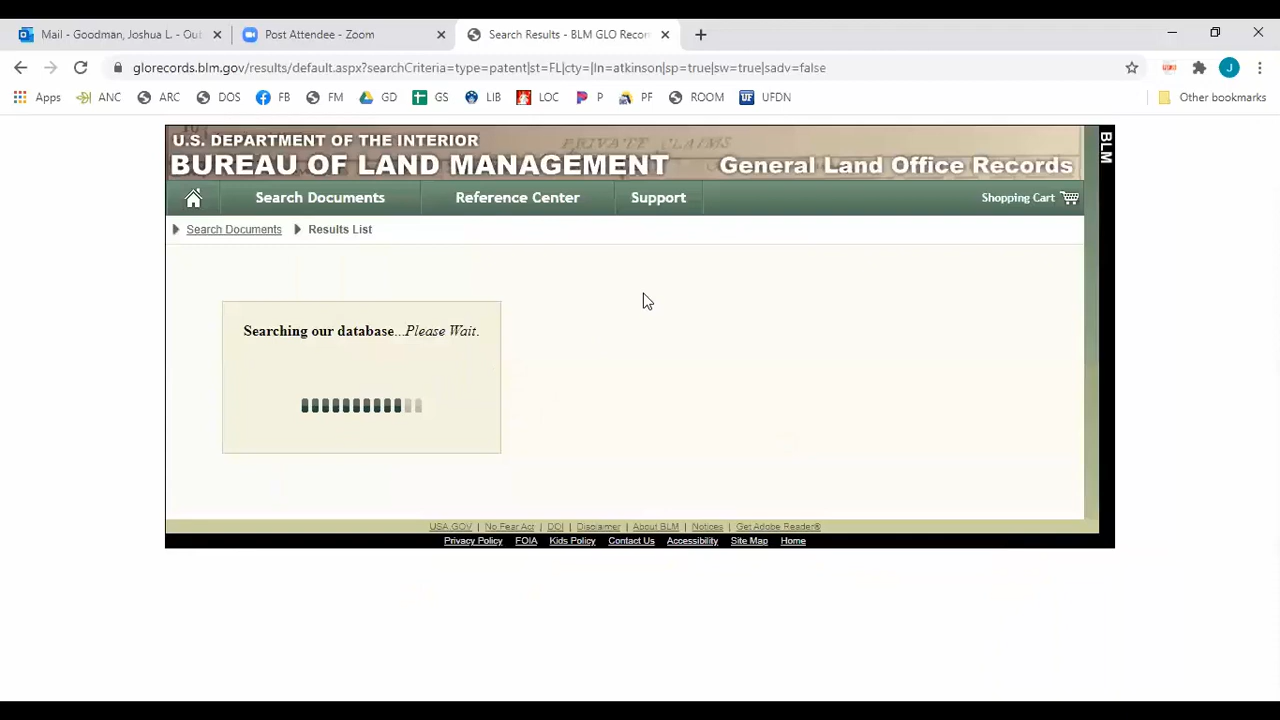 Mail - Goodman, Joshua L. - Ou
Post Attendee - Zoom
Search Results - BLM GLO Recor
glorecords.blm.gov/results/default.aspx?searchCriteria=type=patent|st=FL|cty=|ln=atkinson|sp=true|sw=true|sadv=false
J
Apps ANC ARC DOS FB FM GD GS LIB LOC P PF ROOM UFDN Other bookmarks
PRIVATE CLAIMS
U.S. DEPARTMENT OF THE INTERIOR
BUREAU OF LAND MANAGEMENT
General Land Office Records
BLM
Search Documents Reference Center Support Shopping Cart
Search Documents Results List
Searching our database...Please Wait.
USA.GOV | No Fear Act | DOI | Disclaimer | About BLM | Notices | Get Adobe Reader®
Privacy Policy FOIA Kids Policy Contact Us Accessibility Site Map Home